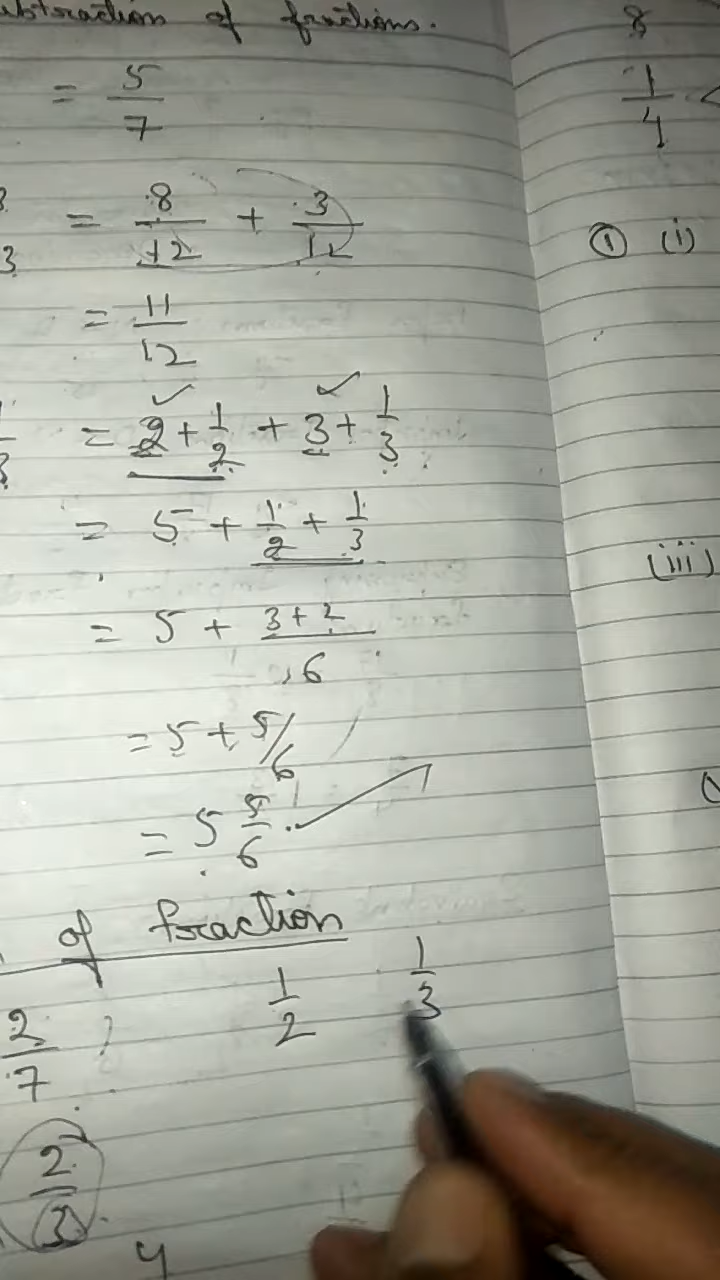 of fractions.
= 5/7
= 8/12 + 3/12
= 11/12
= 2 + 1/2 + 3 + 1/3
= 5 + 1/2 + 1/3
= 5 + 3+2/6
= 5 + 5/6
= 5 5/6
of fraction
2/7 1/2 1/3
2/3
4
8
1/4 <
① (i)
(iii)